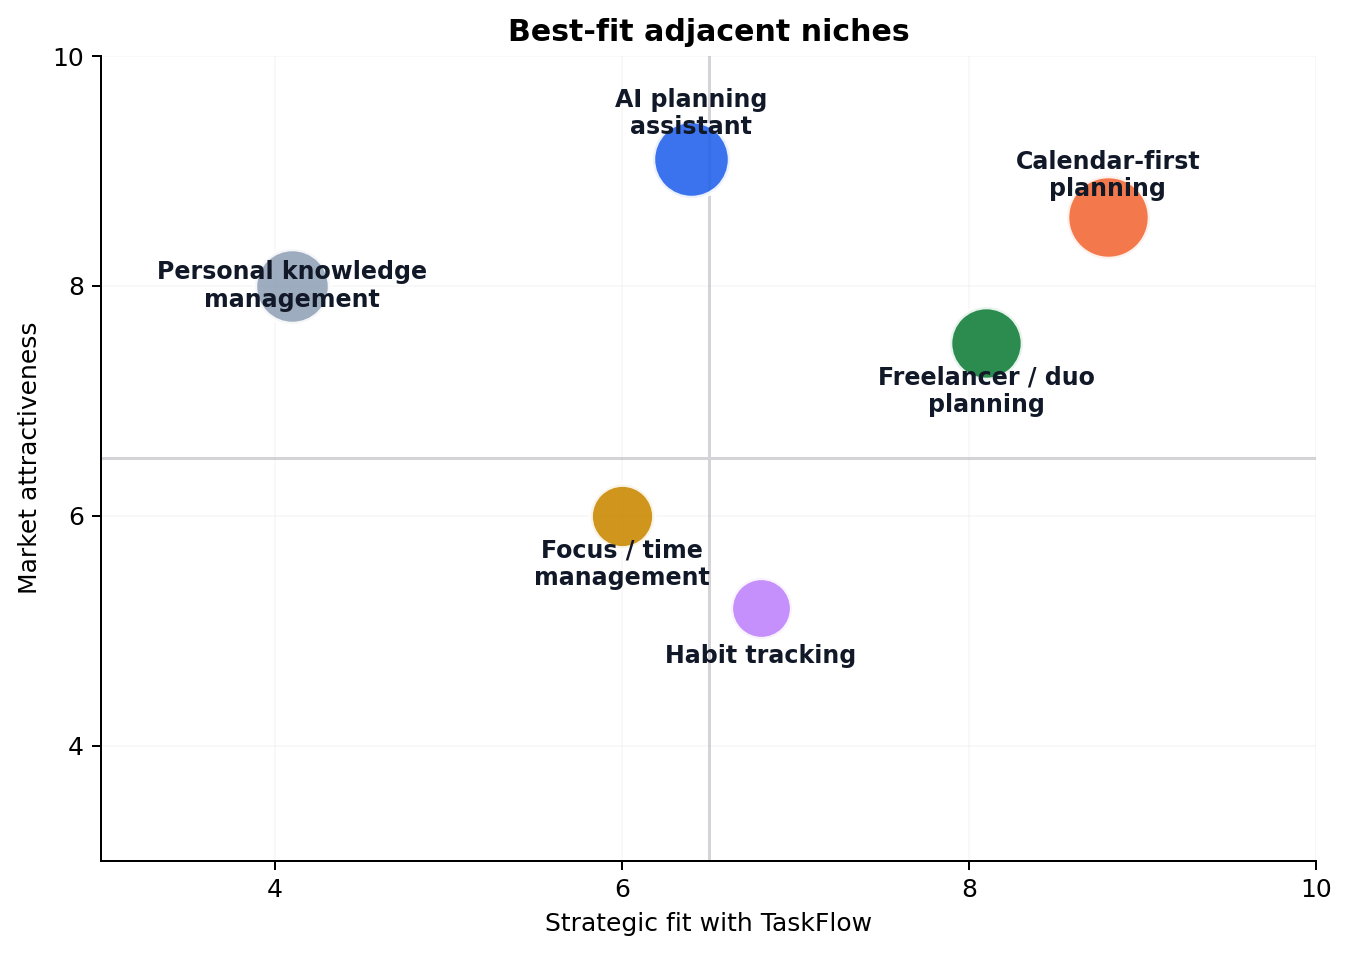 Best-fit adjacent niches
10
8
6
4
Market attractiveness
AI planning
assistant
Calendar-first
planning
Personal knowledge
management
Freelancer / duo
planning
Focus / time
management
Habit tracking
4
6
8
10
Strategic fit with TaskFlow